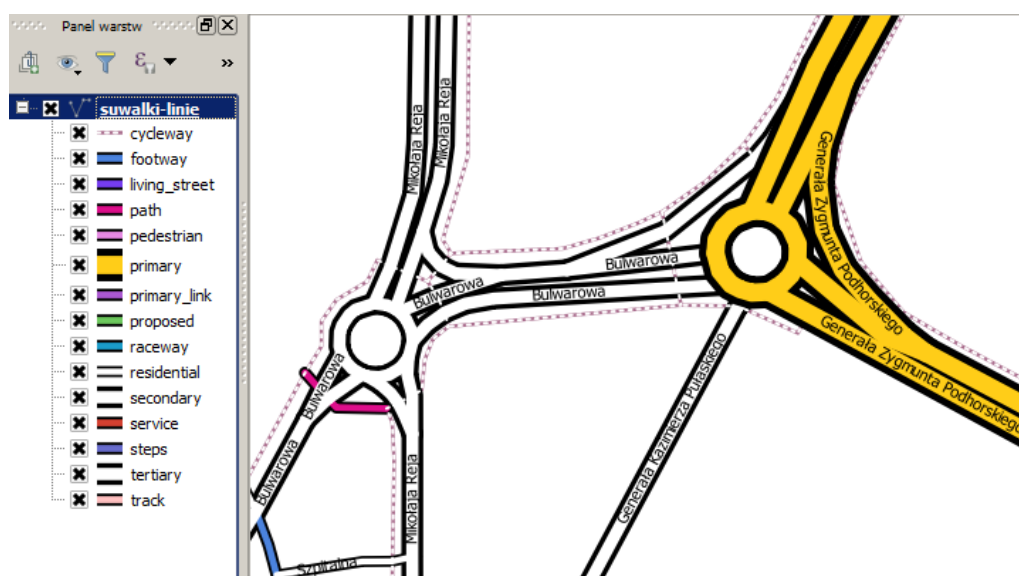 Panel warstw
»
suwalki-linie
cycleway
footway
living_street
path
pedestrian
primary
primary_link
proposed
raceway
residential
secondary
service
steps
tertiary
track
Mikołaja Reja
Mikołaja Reja
Generała Zygmunta Podhorskiego
Bulwarowa
Bulwarowa
Bulwarowa
Generała Zygmunta Podhorskiego
Bulwarowa
Generała Kazimierza Pułaskiego
Bulwarowa
Mikołaja Reja
Szpitalna